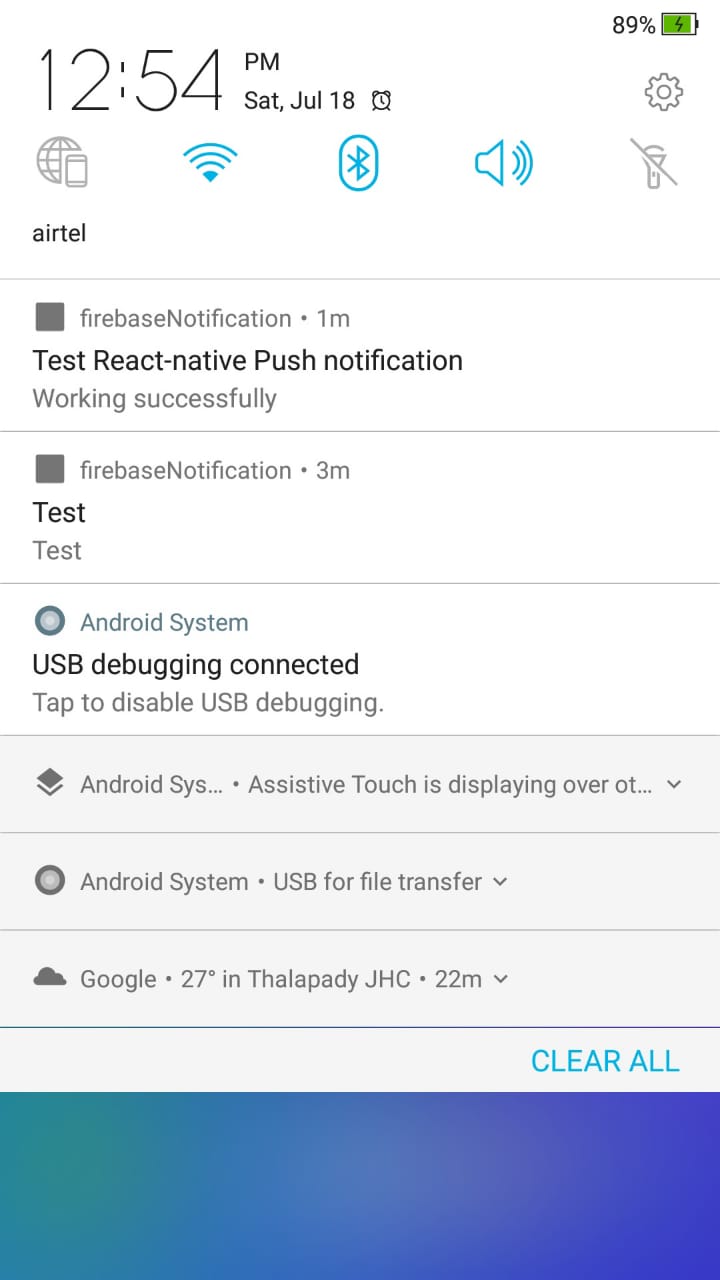 89%
12:54 PM
Sat, Jul 18
airtel
firebaseNotification • 1m
Test React-native Push notification
Working successfully
firebaseNotification • 3m
Test
Test
Android System
USB debugging connected
Tap to disable USB debugging.
Android Sys... • Assistive Touch is displaying over ot...
Android System • USB for file transfer
Google • 27° in Thalapady JHC • 22m
CLEAR ALL